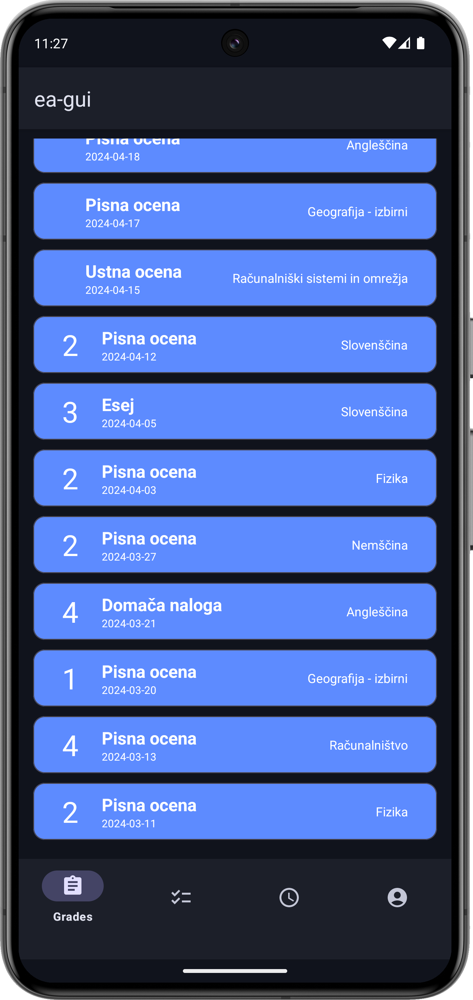 11:27
ea-gui
Pisna ocena
2024-04-18
Angleščina
Pisna ocena
2024-04-17
Geografija - izbirni
Ustna ocena
2024-04-15
Računalniški sistemi in omrežja
2
Pisna ocena
2024-04-12
Slovenščina
3
Esej
2024-04-05
Slovenščina
2
Pisna ocena
2024-04-03
Fizika
2
Pisna ocena
2024-03-27
Nemščina
4
Domača naloga
2024-03-21
Angleščina
1
Pisna ocena
2024-03-20
Geografija - izbirni
4
Pisna ocena
2024-03-13
Računalništvo
2
Pisna ocena
2024-03-11
Fizika
Grades